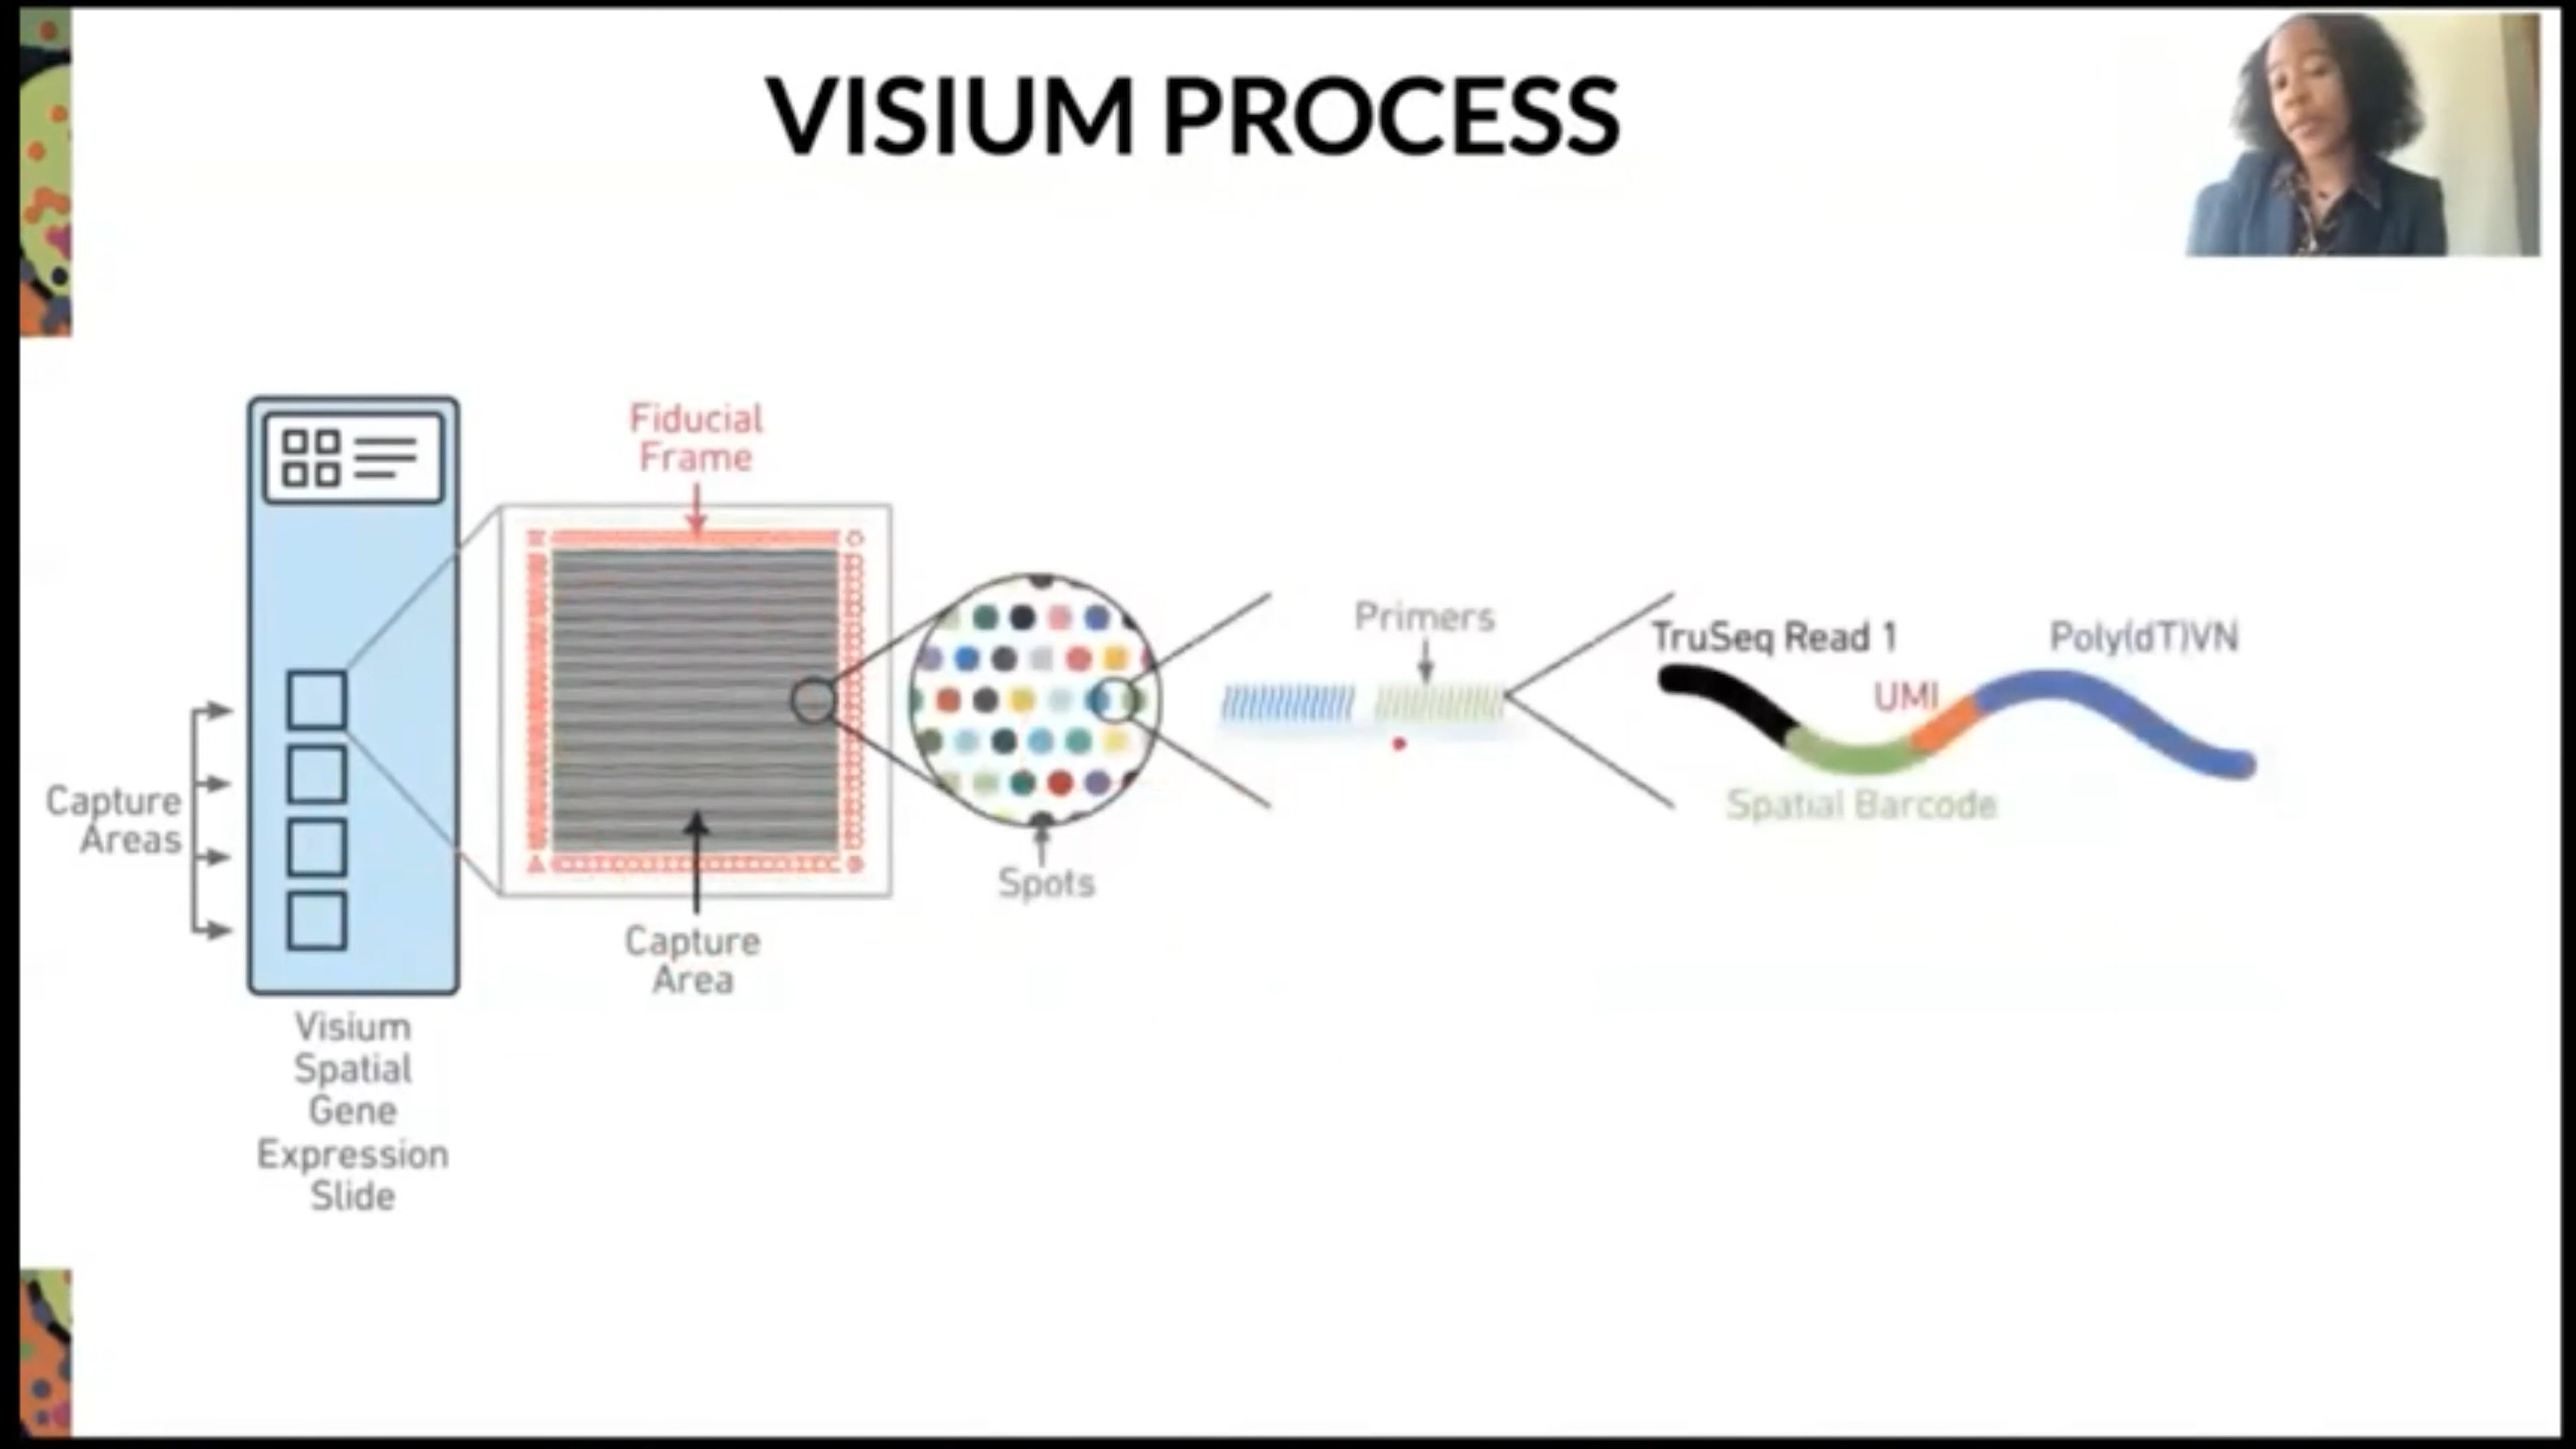 VISIUM PROCESS
Fiducial
Frame
Capture
Areas
Visium
Spatial
Gene
Expression
Slide
Capture
Area
Spots
Primers
TruSeq Read 1
UMI
Poly(dT)VN
Spatial Barcode